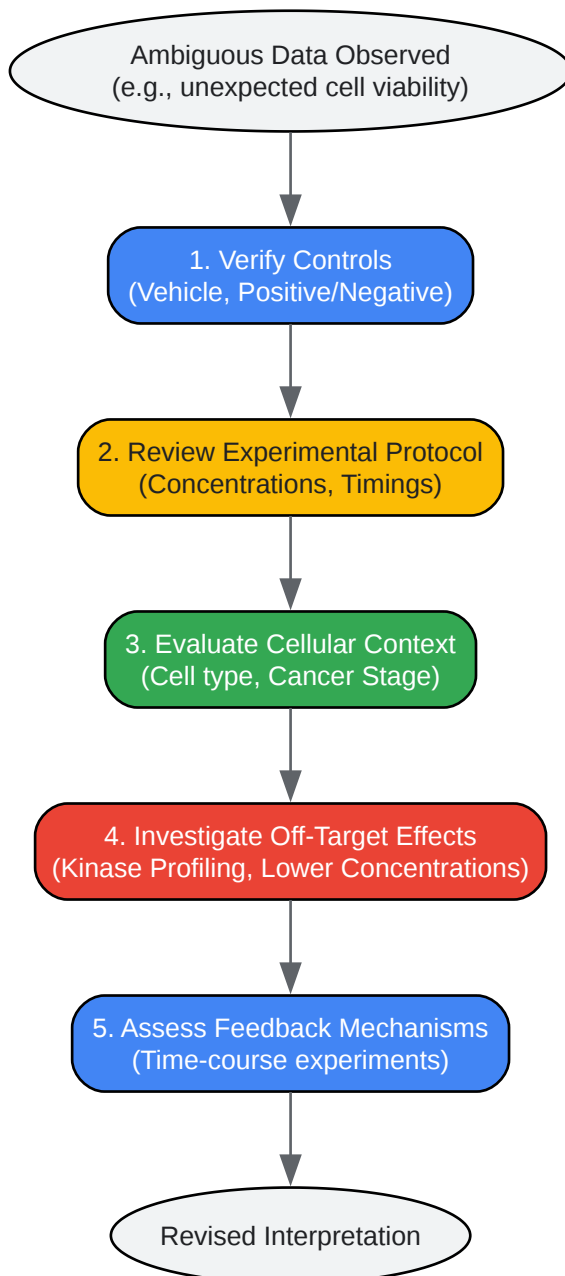 Ambiguous Data Observed
(e.g., unexpected cell viability)
1. Verify Controls
(Vehicle, Positive/Negative)
2. Review Experimental Protocol
(Concentrations, Timings)
3. Evaluate Cellular Context
(Cell type, Cancer Stage)
4. Investigate Off-Target Effects
(Kinase Profiling, Lower Concentrations)
5. Assess Feedback Mechanisms
(Time-course experiments)
Revised Interpretation